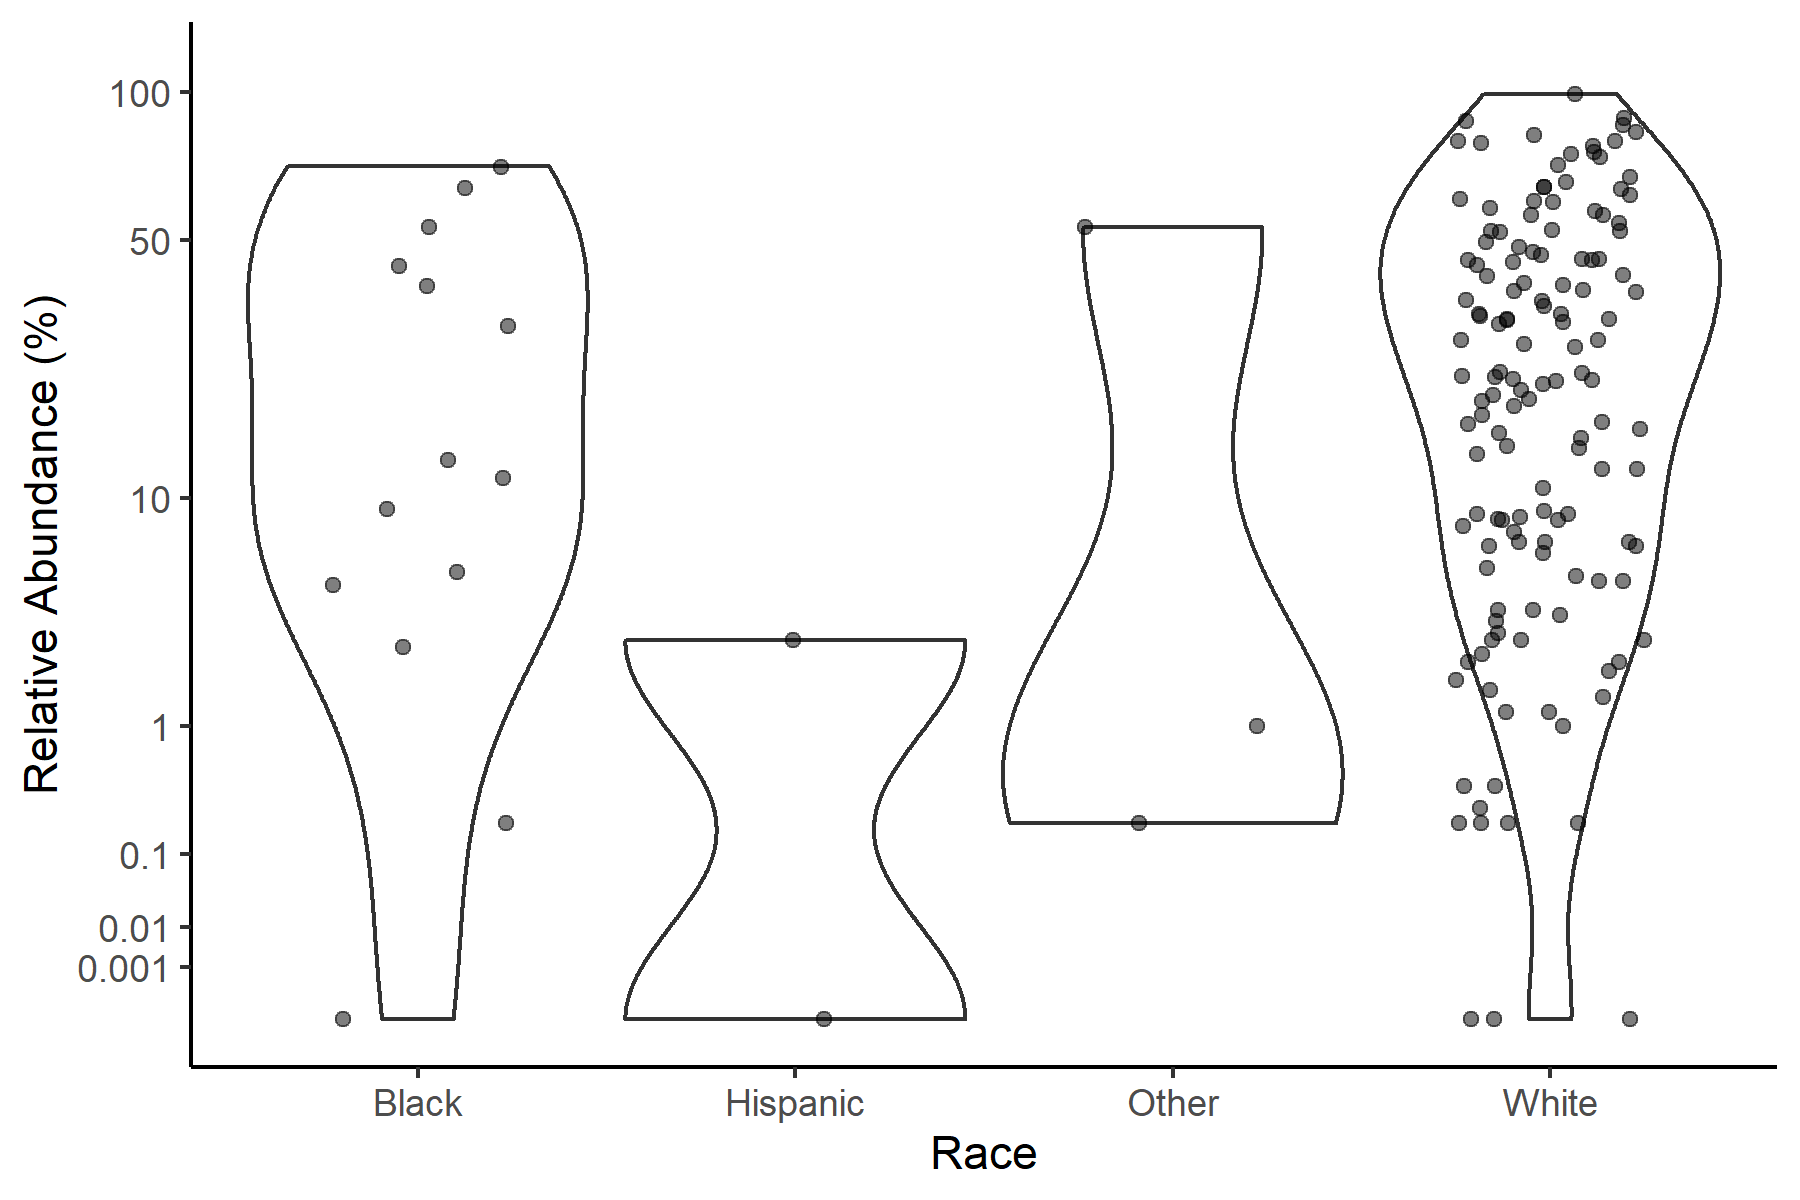 Relative Abundance (%)
100
50
10
1
0.1
0.01
0.001
Black Hispanic Other White
Race